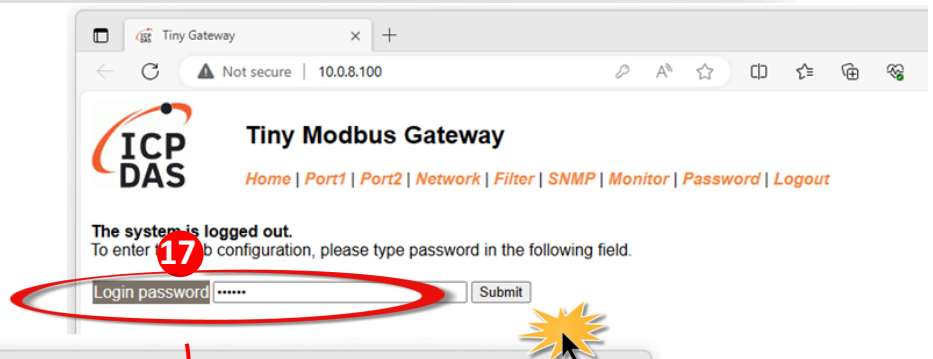 Tiny Gateway
Not secure | 10.0.8.100
ICP
DAS
Tiny Modbus Gateway
Home | Port1 | Port2 | Network | Filter | SNMP | Monitor | Password | Logout
The system is logged out.
To enter configuration, please type password in the following field.
17
Login password •••••• Submit